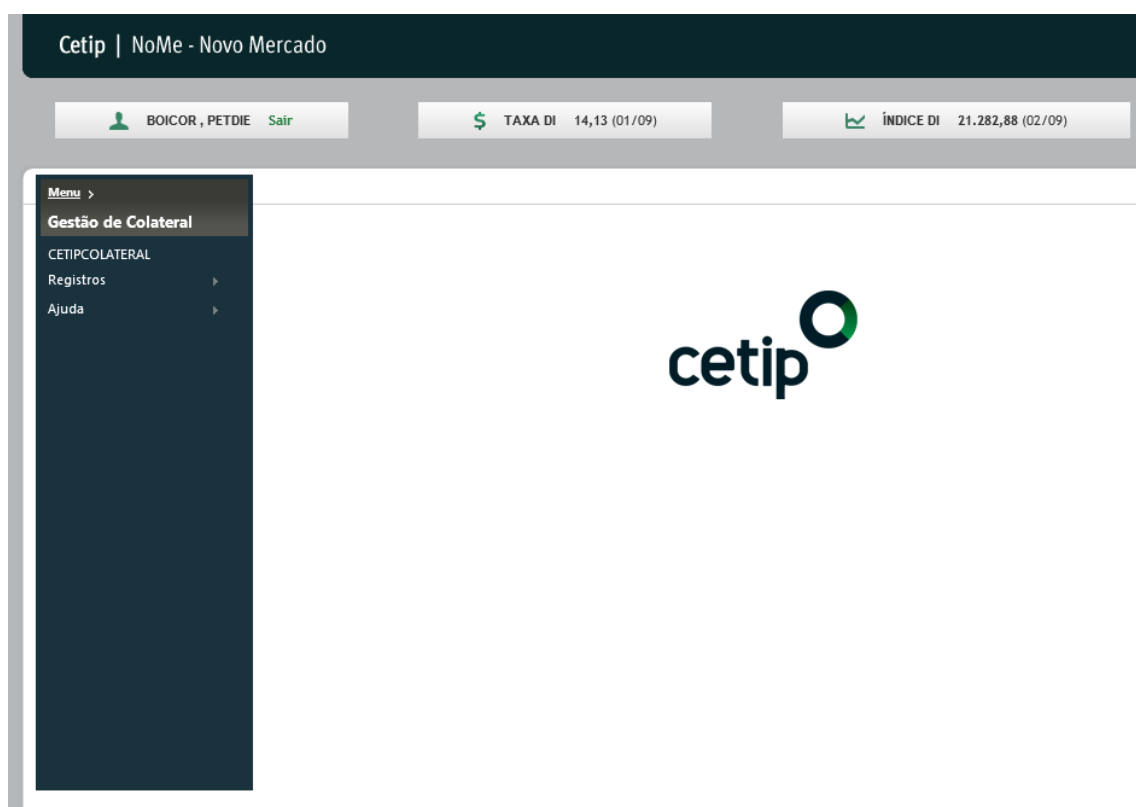 Cetip | NoMe - Novo Mercado
BOICOR , PETDIE Sair
$ TAXA DI 14,13 (01/09)
ÍNDICE DI 21.282,88 (02/09)
Menu >
Gestão de Colateral
CETIPCOLATERAL
Registros
Ajuda
cetip